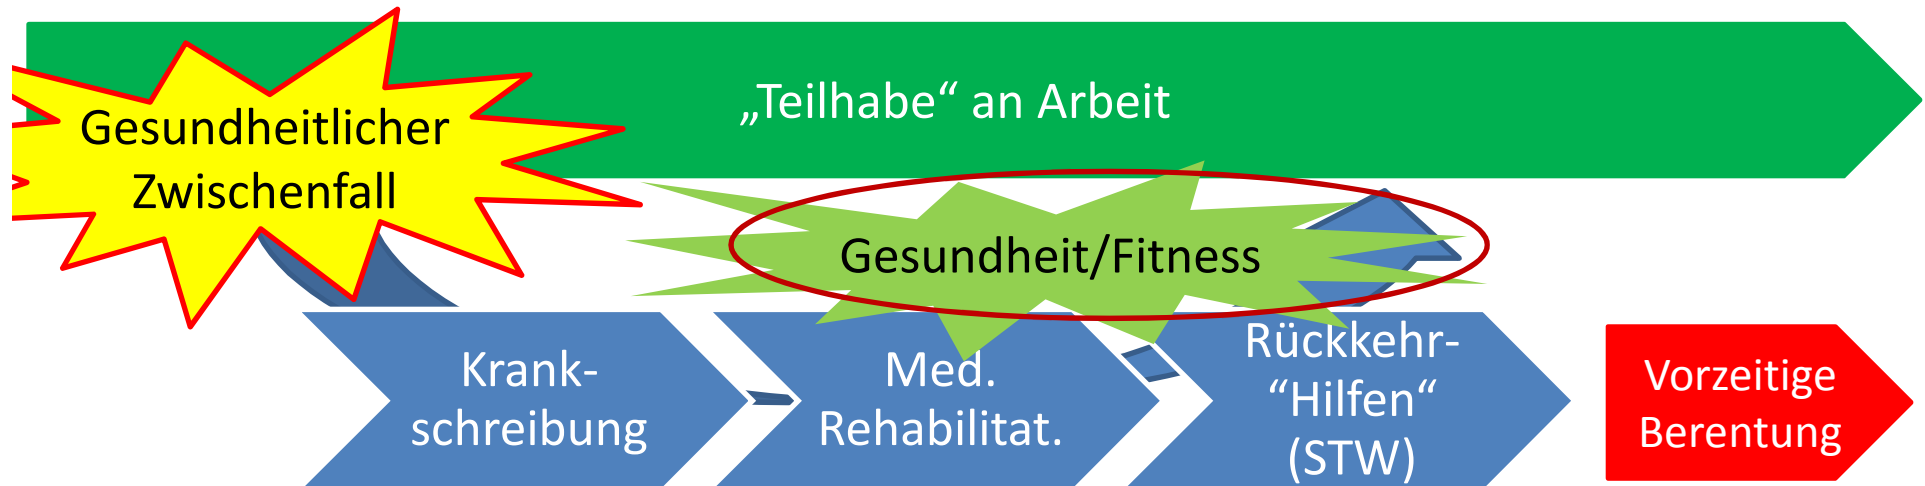 „Teilhabe“ an Arbeit
Gesundheitlicher
Zwischenfall
Gesundheit/Fitness
Krank-
schreibung
Med.
Rehabilitat.
Rückkehr-
“Hilfen“
(STW)
Vorzeitige
Berentung